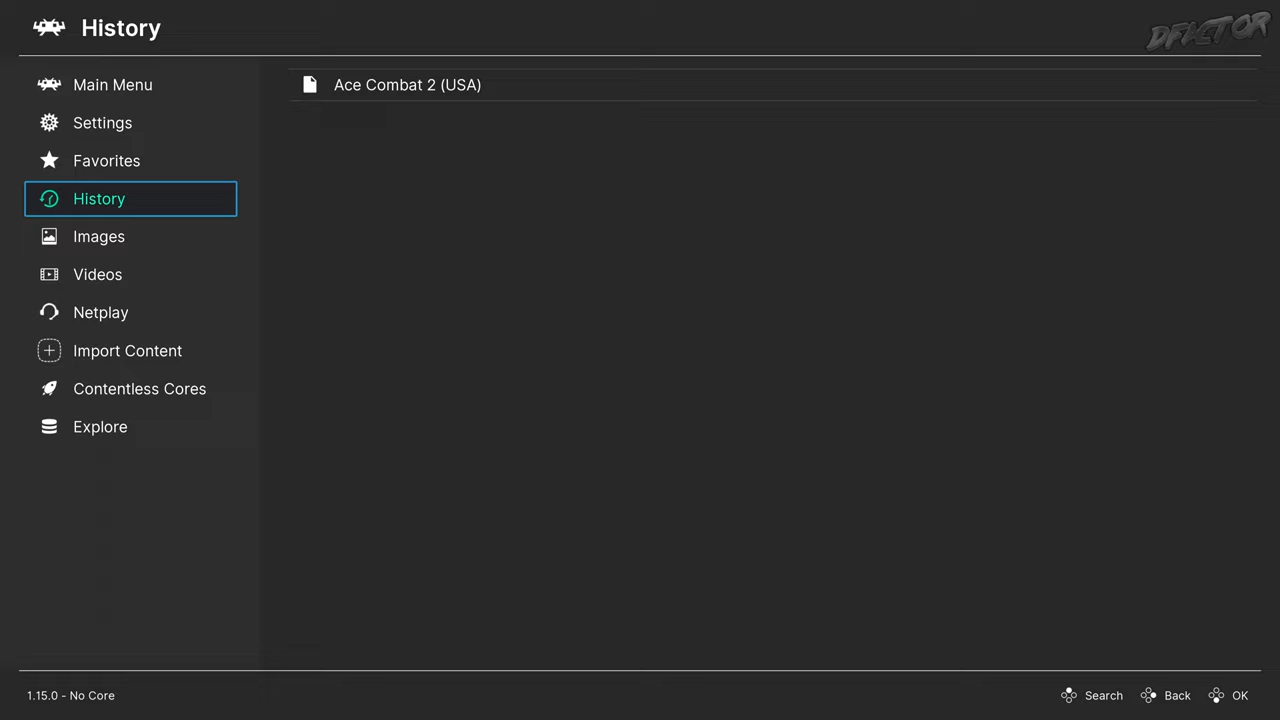 History
DFACTOR
Main Menu
Settings
Favorites
History
Images
Videos
Netplay
Import Content
Contentless Cores
Explore
Ace Combat 2 (USA)
1.15.0 - No Core
Search
Back
OK